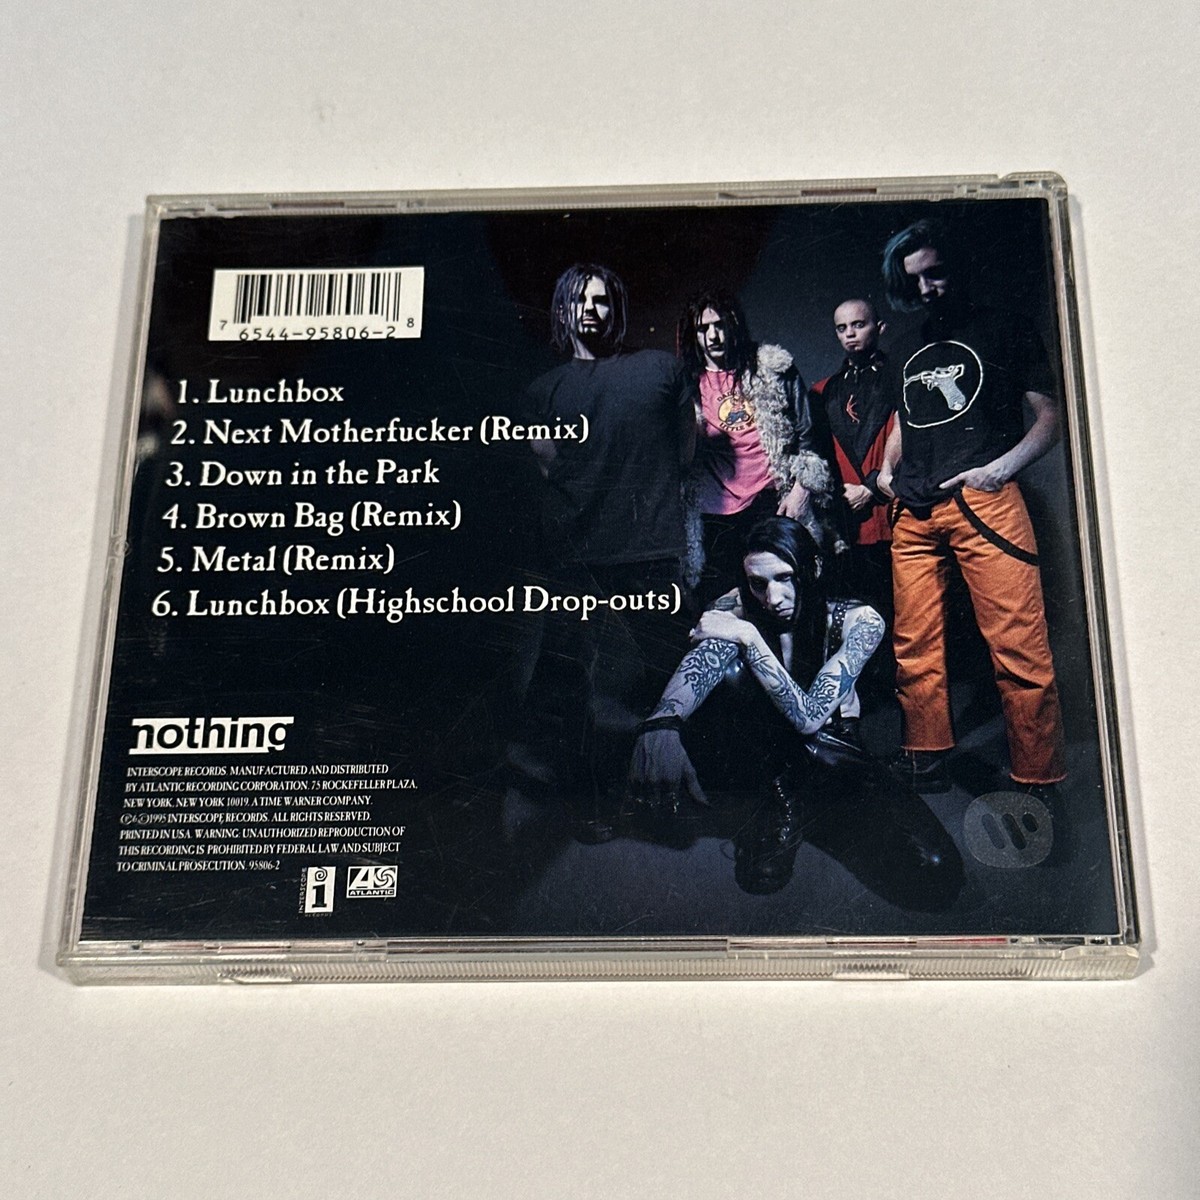 7 6544-95806-2 8
1. Lunchbox
2. Next Motherfucker (Remix)
3. Down in the Park
4. Brown Bag (Remix)
5. Metal (Remix)
6. Lunchbox (Highschool Drop-outs)
nothing
INTERSCOPE RECORDS. MANUFACTURED AND DISTRIBUTED
BY ATLANTIC RECORDING CORPORATION. 75 ROCKEFELLER PLAZA,
NEW YORK, NEW YORK 10019. A TIME WARNER COMPANY.
℗&©1995 INTERSCOPE RECORDS. ALL RIGHTS RESERVED.
PRINTED IN USA. WARNING: UNAUTHORIZED REPRODUCTION OF
THIS RECORDING IS PROHIBITED BY FEDERAL LAW AND SUBJECT
TO CRIMINAL PROSECUTION. 95806-2
INTERSCOPE
i
RECORDS
ATLANTIC